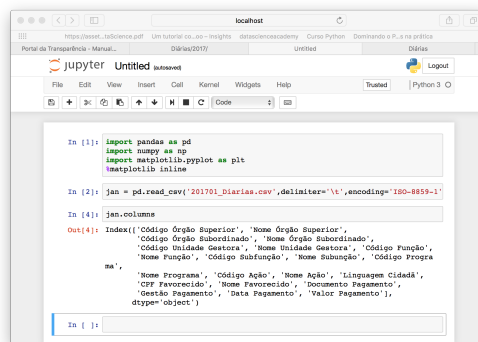 localhost
https://asset...taScience.pdf Um tutorial co...oo – Insights datascienceacademy Curso Python Dominando o P...s na prática
Portal da Transparência - Manual... Diárias/2017/ Untitled Diárias
jupyter Untitled (autosaved) Logout
File Edit View Insert Cell Kernel Widgets Help Trusted Python 3
Code
In [1]: import pandas as pd
import numpy as np
import matplotlib.pyplot as plt
%matplotlib inline
In [2]: jan = pd.read_csv('201701_Diarias.csv',delimiter='\t',encoding='ISO-8859-1'
In [4]: jan.columns
Out[4]: Index(['Código Órgão Superior', 'Nome Órgão Superior',
'Código Órgão Subordinado', 'Nome Órgão Subordinado',
'Código Unidade Gestora', 'Nome Unidade Gestora', 'Código Função',
'Nome Função', 'Código Subfunção', 'Nome Subunção', 'Código Progra
ma',
'Nome Programa', 'Código Ação', 'Nome Ação', 'Linguagem Cidadã',
'CPF Favorecido', 'Nome Favorecido', 'Documento Pagamento',
'Gestão Pagamento', 'Data Pagamento', 'Valor Pagamento'],
dtype='object')
In [ ]: